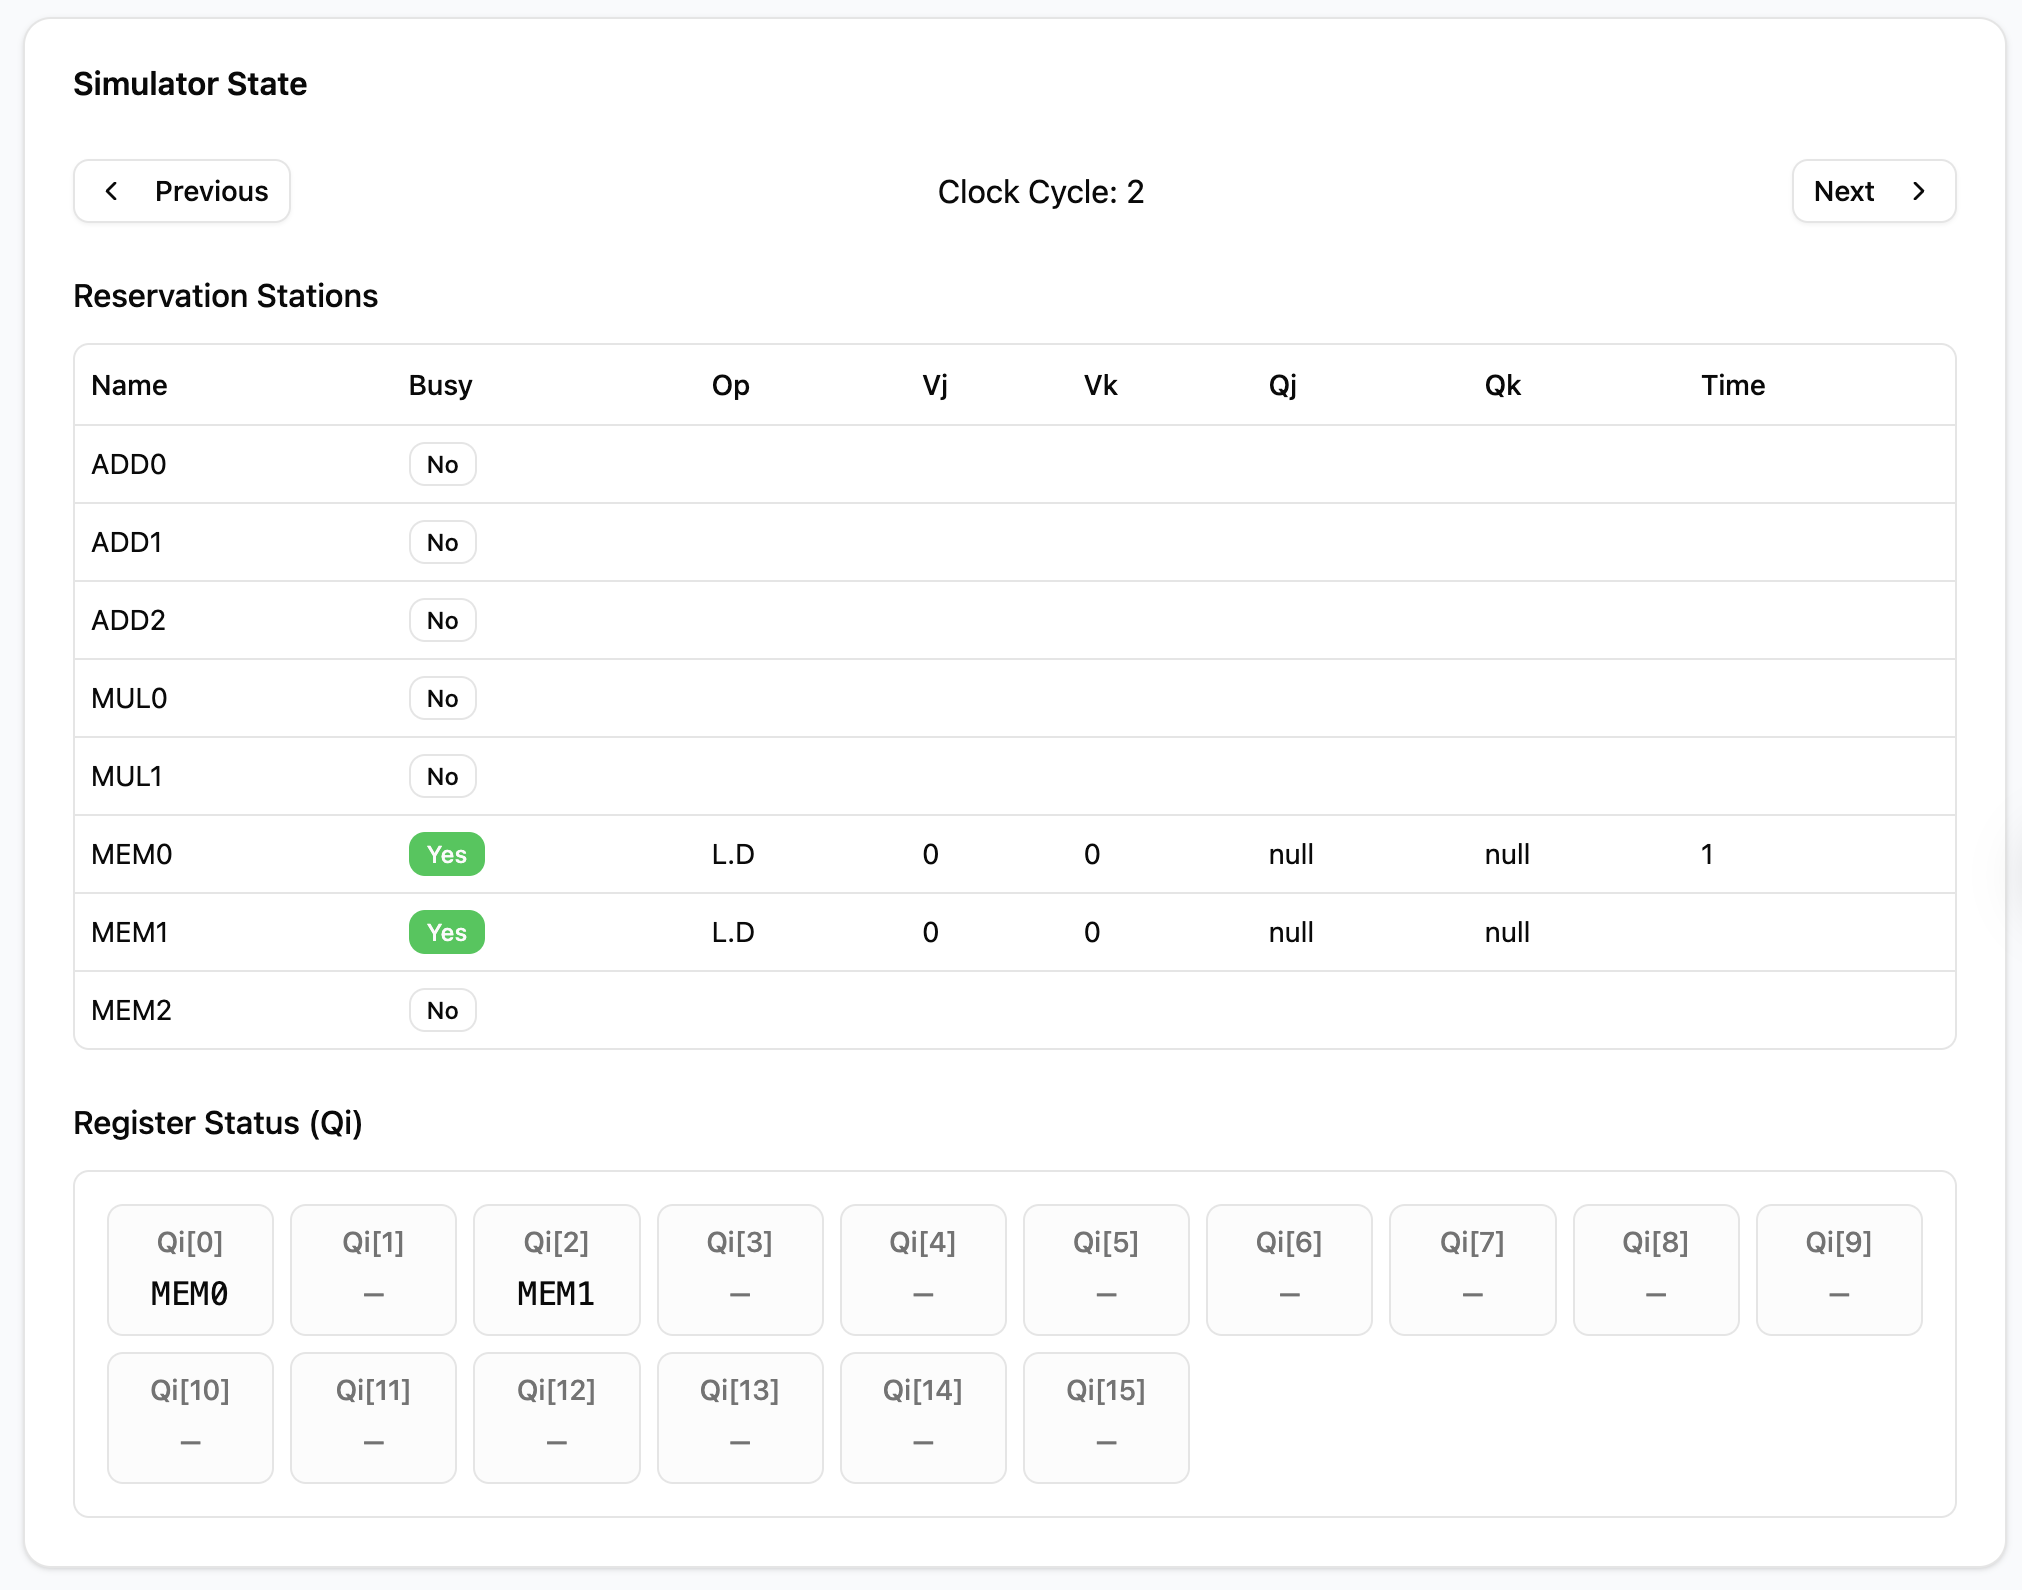 Simulator State
Previous Clock Cycle: 2 Next
Reservation Stations
Name Busy Op Vj Vk Qj Qk Time
ADD0 No
ADD1 No
ADD2 No
MUL0 No
MUL1 No
MEM0 Yes L.D 0 0 null null 1
MEM1 Yes L.D 0 0 null null
MEM2 No
Register Status (Qi)
Qi[0] Qi[1] Qi[2] Qi[3] Qi[4] Qi[5] Qi[6] Qi[7] Qi[8] Qi[9]
MEM0 – MEM1 – – – – – – –
Qi[10] Qi[11] Qi[12] Qi[13] Qi[14] Qi[15]
– – – – – –